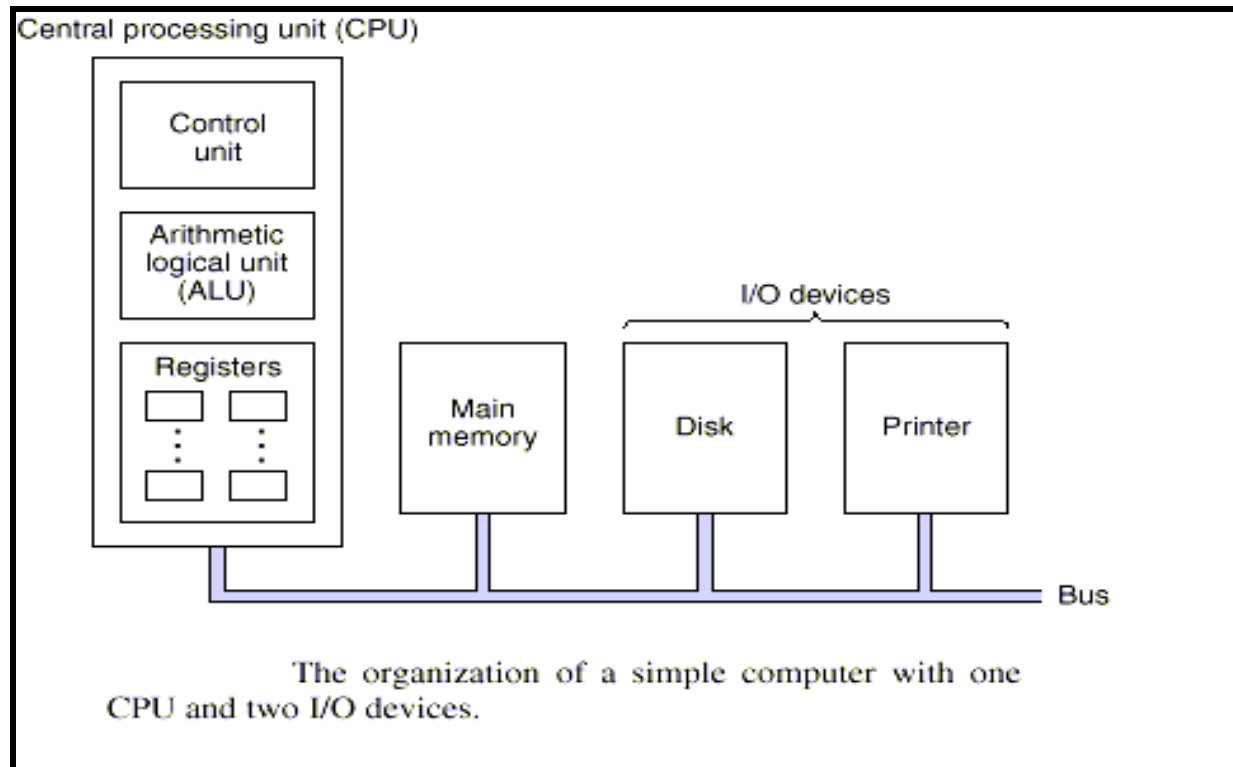 Central processing unit (CPU)
Control
unit
Arithmetic
logical unit
(ALU)
Registers
I/O devices
Main
memory
Disk
Printer
Bus
The organization of a simple computer with one
CPU and two I/O devices.